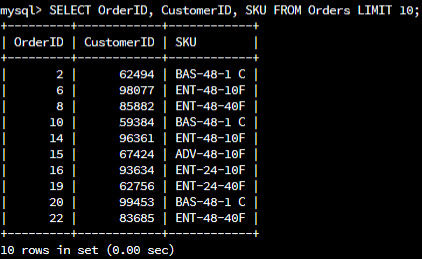 mysql> SELECT OrderID, CustomerID, SKU FROM Orders LIMIT 10;
+---------+------------+------------+
| OrderID | CustomerID | SKU        |
+---------+------------+------------+
|       2 |      62494 | BAS-48-1 C |
|       6 |      98077 | ENT-48-10F |
|       8 |      85882 | ENT-48-40F |
|      10 |      59384 | BAS-48-1 C |
|      14 |      96361 | ENT-48-10F |
|      15 |      67424 | ADV-48-10F |
|      16 |      93634 | ENT-24-10F |
|      19 |      62756 | ENT-24-40F |
|      20 |      99453 | BAS-48-1 C |
|      22 |      83685 | ENT-48-40F |
+---------+------------+------------+
10 rows in set (0.00 sec)